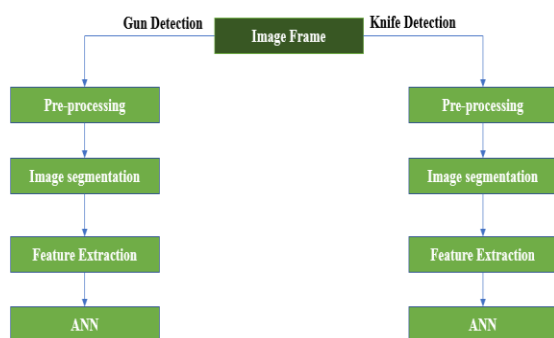 Gun Detection
Image Frame
Knife Detection
Pre-processing
Pre-processing
Image segmentation
Image segmentation
Feature Extraction
Feature Extraction
ANN
ANN